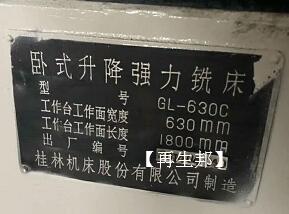 卧式升降强力铣床
型 号 GL-630C
工作台工作面宽度 630mm
工作台工作面长度 1800mm
出厂编号
【再生邦】
桂林机床股份有限公司制造